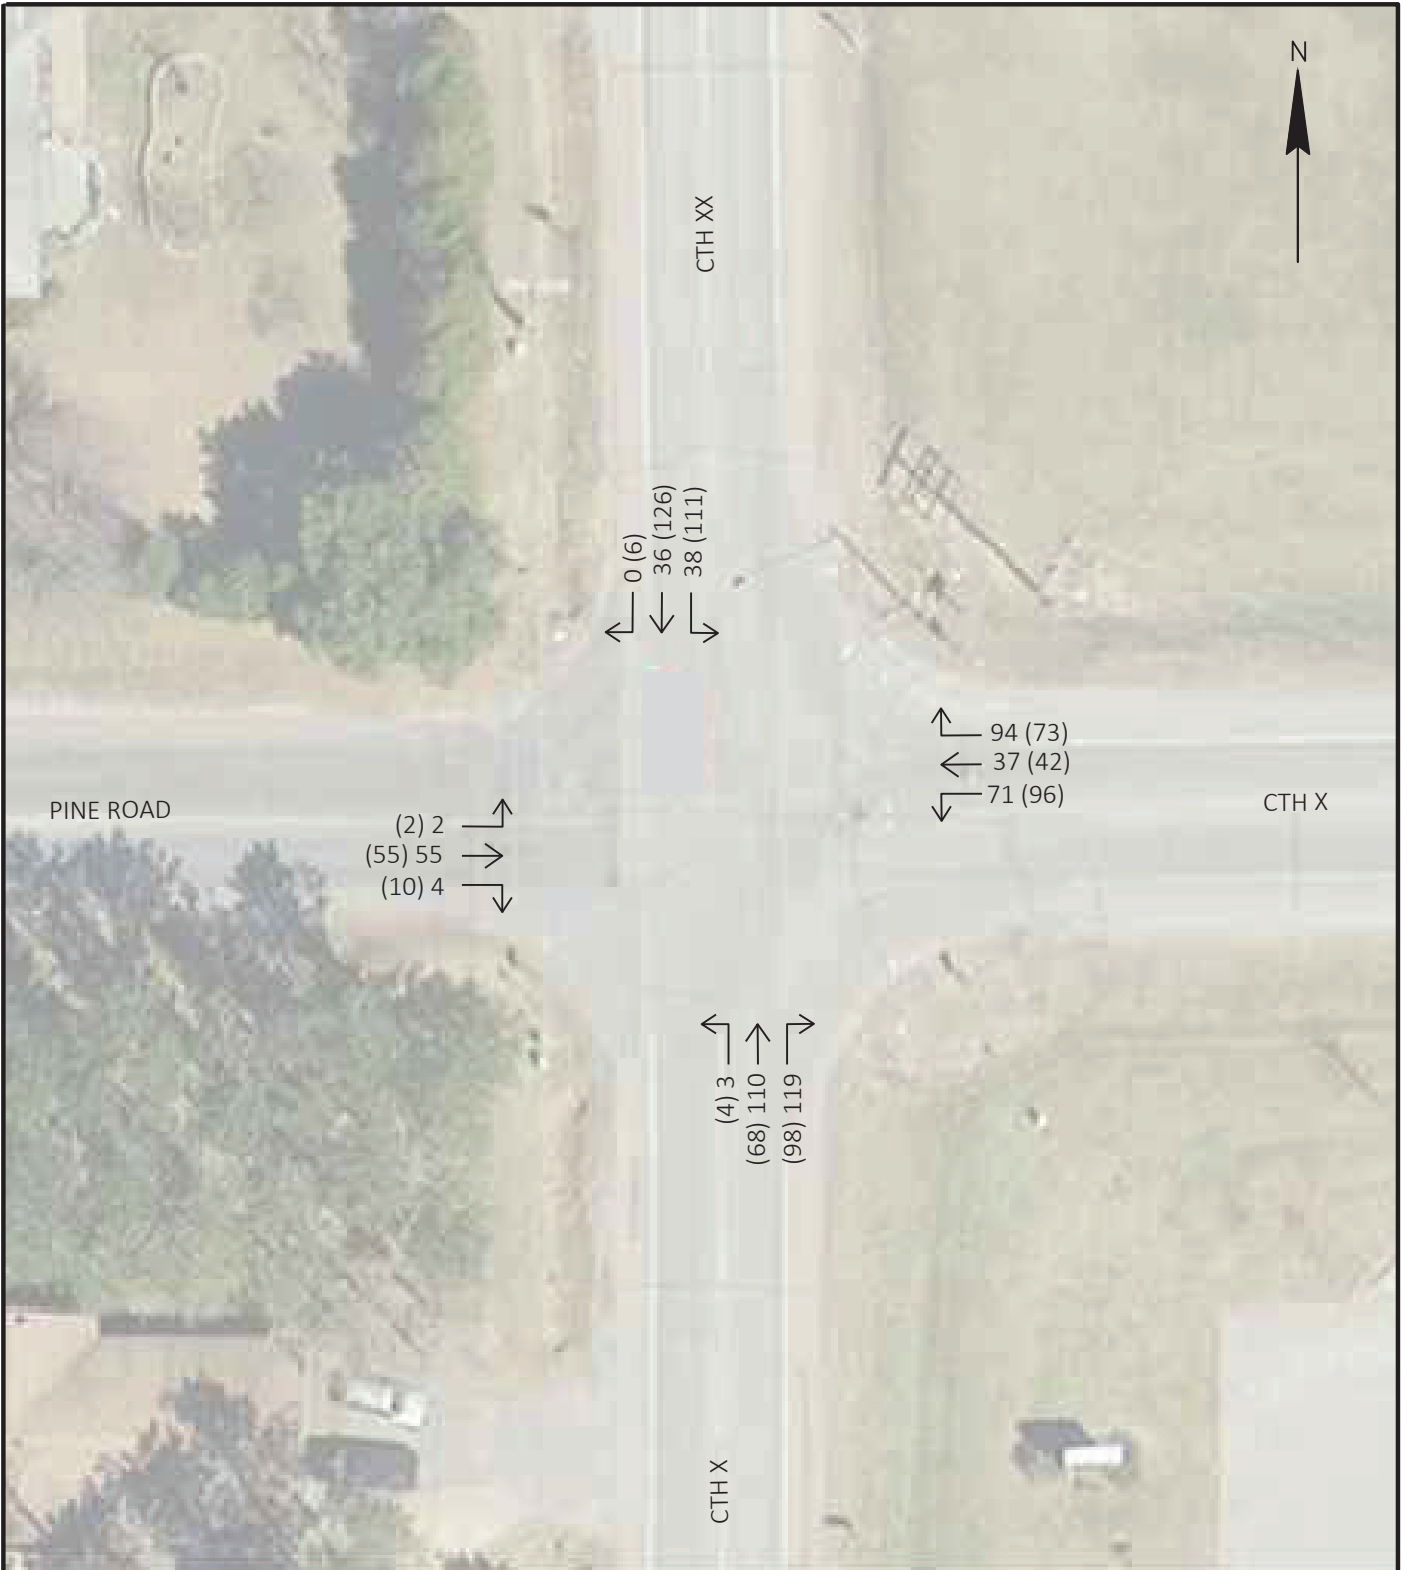 N
CTH XX
0 (6)
36 (126)
38 (111)
94 (73)
37 (42)
71 (96)
PINE ROAD
CTH X
(2) 2
(55) 55
(10) 4
(4) 3
(68) 110
(98) 119
CTH X